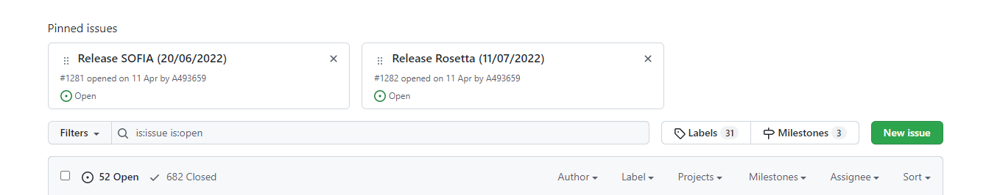 Pinned issues
Release SOFIA (20/06/2022)
#1281 opened on 11 Apr by A493659
Open
Release Rosetta (11/07/2022)
#1282 opened on 11 Apr by A493659
Open
Filters is:issue is:open Labels 31 Milestones 3 New issue
52 Open 682 Closed Author Label Projects Milestones Assignee Sort